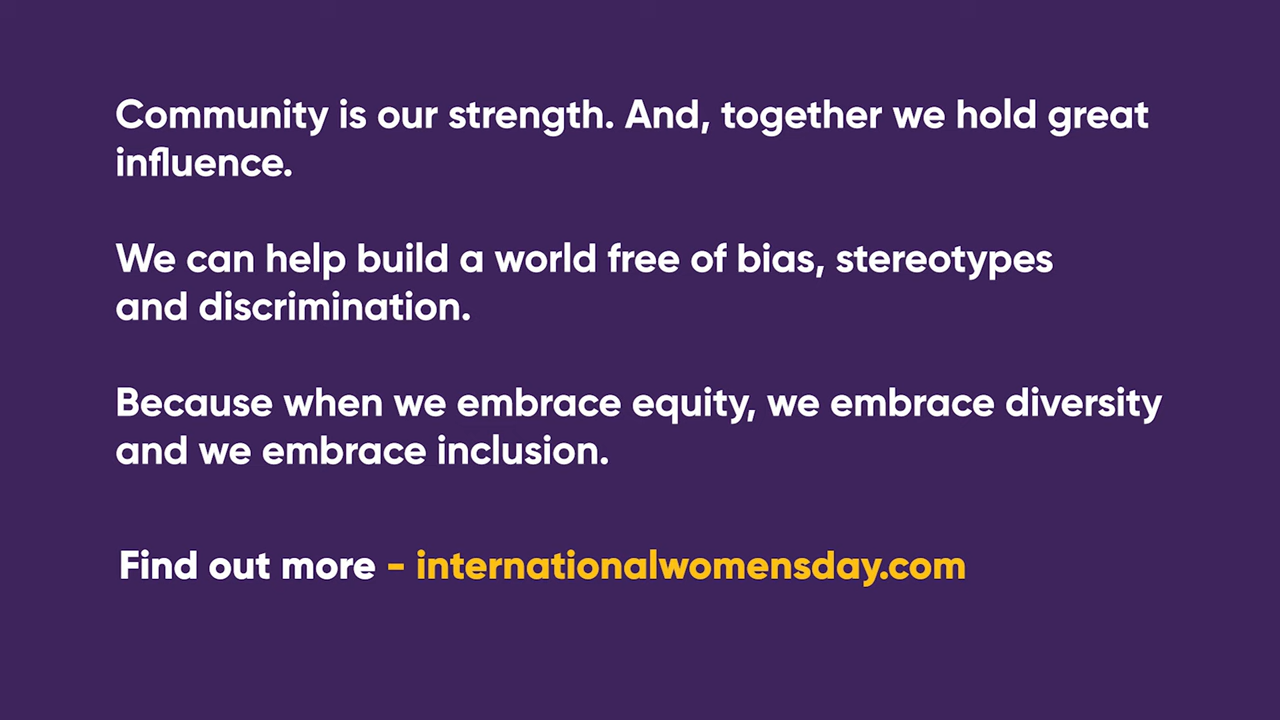 Community is our strength. And, together we hold great
influence.
We can help build a world free of bias, stereotypes
and discrimination.
Because when we embrace equity, we embrace diversity
and we embrace inclusion.
Find out more - internationalwomensday.com